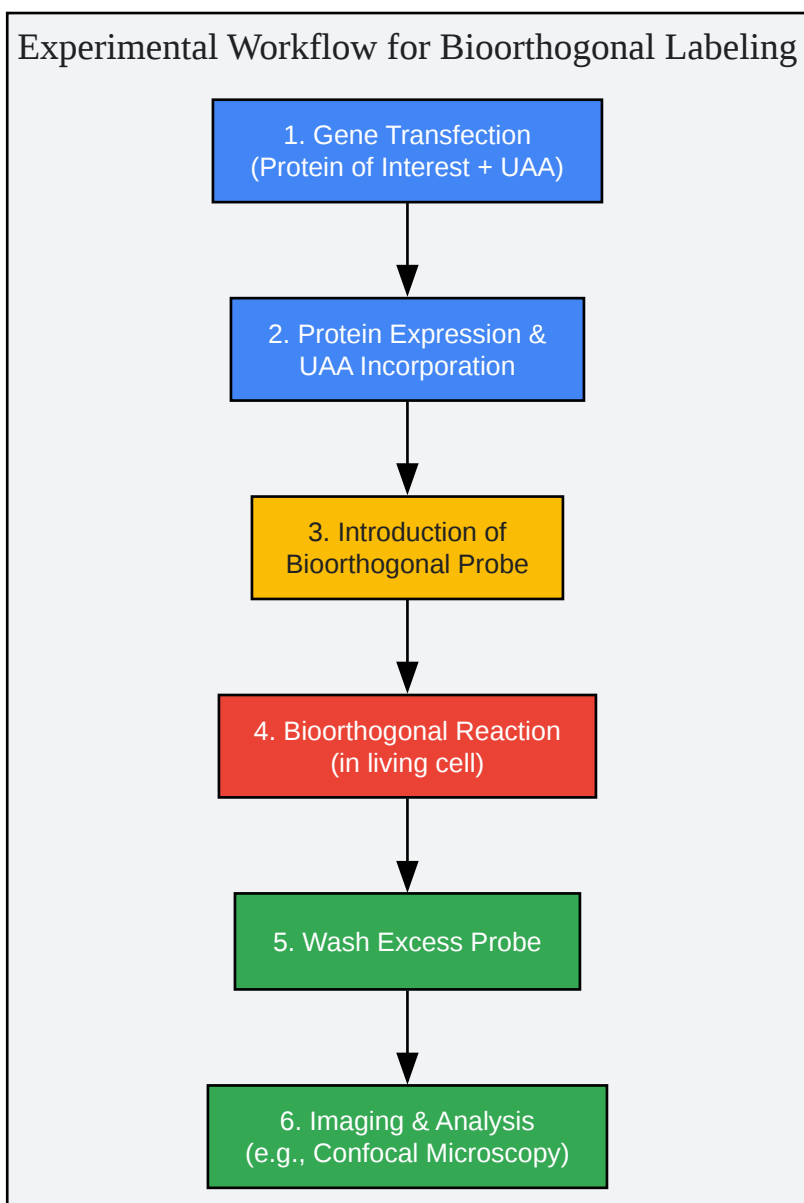 Experimental Workflow for Bioorthogonal Labeling
1. Gene Transfection
(Protein of Interest + UAA)
2. Protein Expression &
UAA Incorporation
3. Introduction of
Bioorthogonal Probe
4. Bioorthogonal Reaction
(in living cell)
5. Wash Excess Probe
6. Imaging & Analysis
(e.g., Confocal Microscopy)